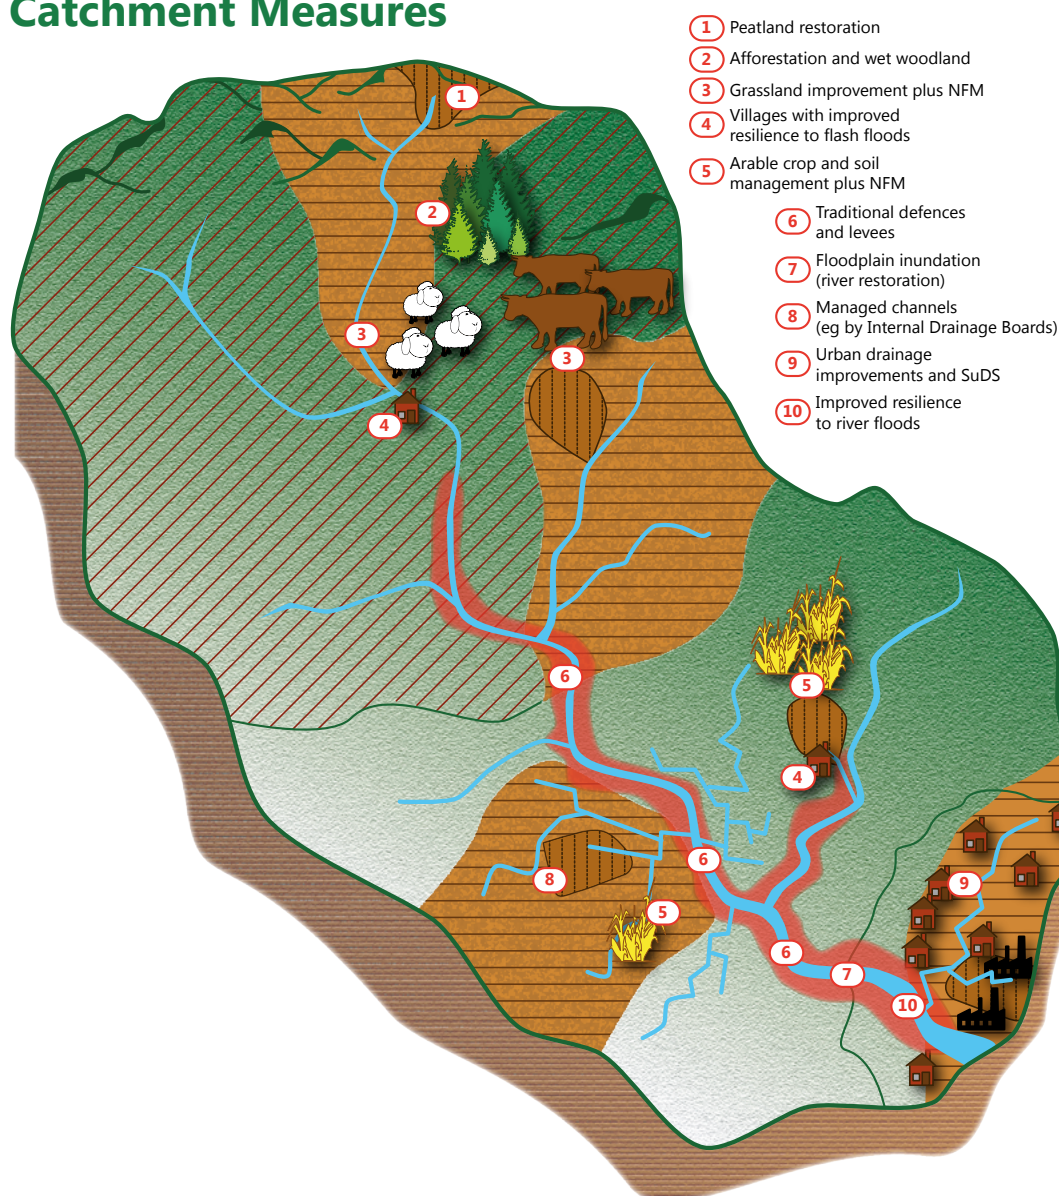 Catchment Measures
1 Peatland restoration
2 Afforestation and wet woodland
3 Grassland improvement plus NFM
4 Villages with improved
resilience to flash floods
5 Arable crop and soil
management plus NFM
6 Traditional defences
and levees
7 Floodplain inundation
(river restoration)
8 Managed channels
(eg by Internal Drainage Boards)
9 Urban drainage
improvements and SuDS
10 Improved resilience
to river floods
1
2
3
3
4
6
5
4
6
8
9
5
6
7
10